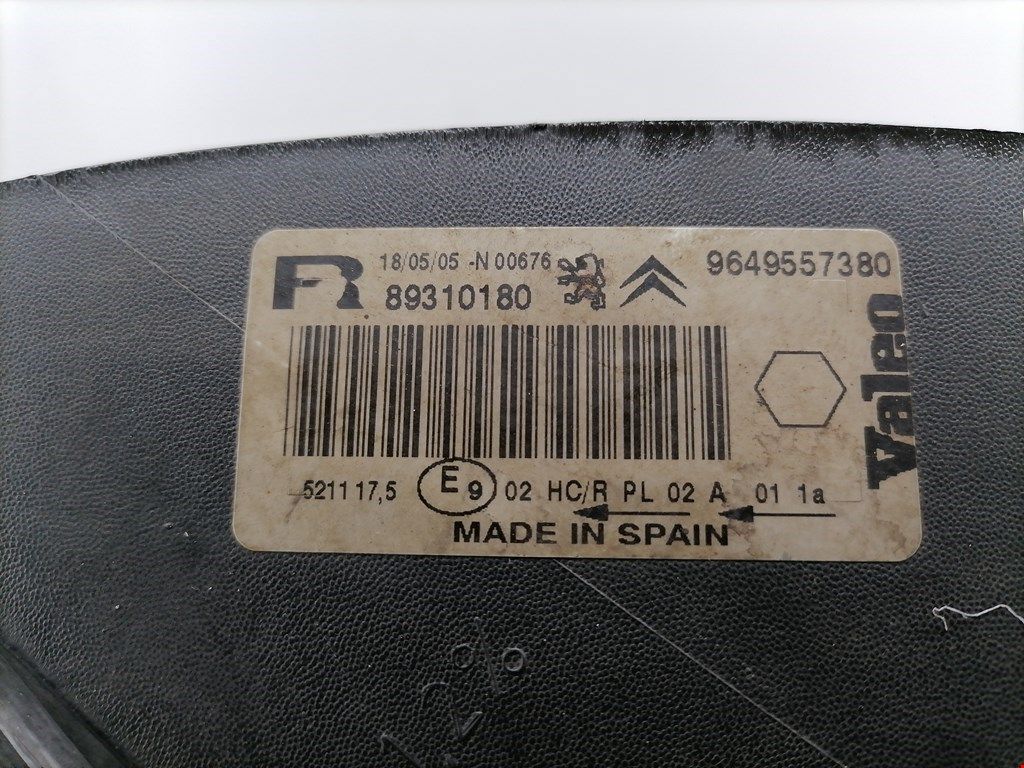 R
18/05/05 -N 00676
89310180
9649557380
Valeo
5211 17,5
E 9
02 HC/R PL 02 A 01 1a
MADE IN SPAIN